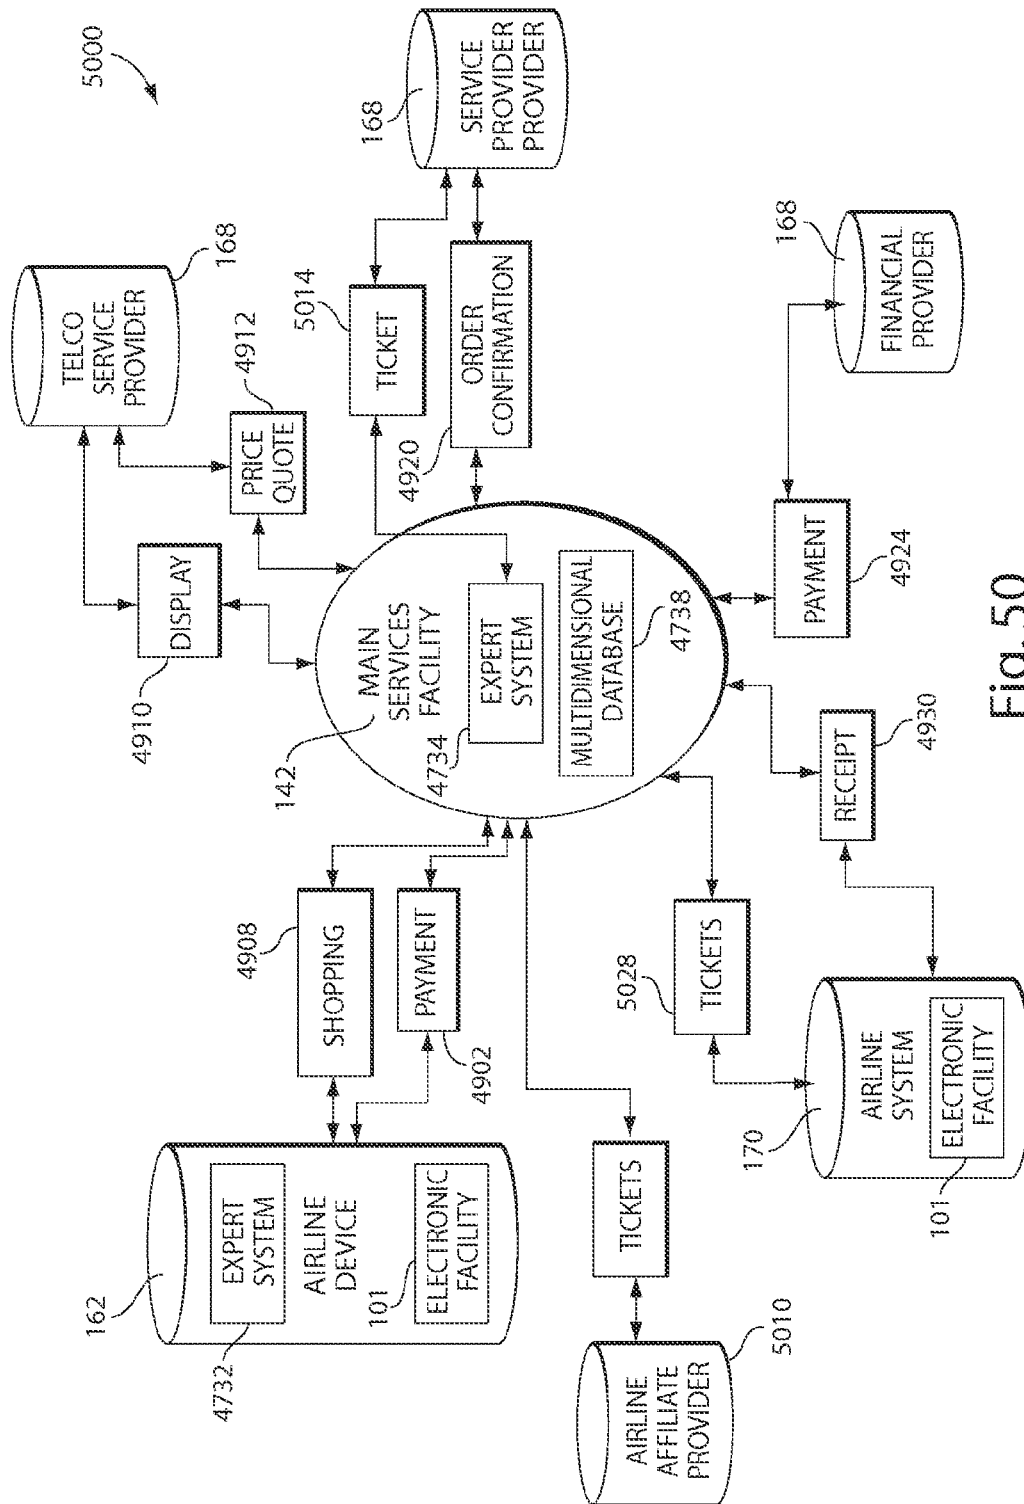 5000
162
EXPERT
SYSTEM
4732
AIRLINE
DEVICE
101
ELECTRONIC
FACILITY
4908
SHOPPING
PAYMENT
4902
4910
DISPLAY
4912
PRICE
QUOTE
TELCO
SERVICE
PROVIDER
168
5014
TICKET
4920
ORDER
CONFIRMATION
168
SERVICE
PROVIDER
PROVIDER
142
MAIN
SERVICES
FACILITY
4734
EXPERT
SYSTEM
MULTIDIMENSIONAL
DATABASE
4738
AIRLINE
AFFILIATE
PROVIDER
5010
TICKETS
5028
TICKETS
170
AIRLINE
SYSTEM
101
ELECTRONIC
FACILITY
RECEIPT
4930
PAYMENT
4924
168
FINANCIAL
PROVIDER
Fig. 50